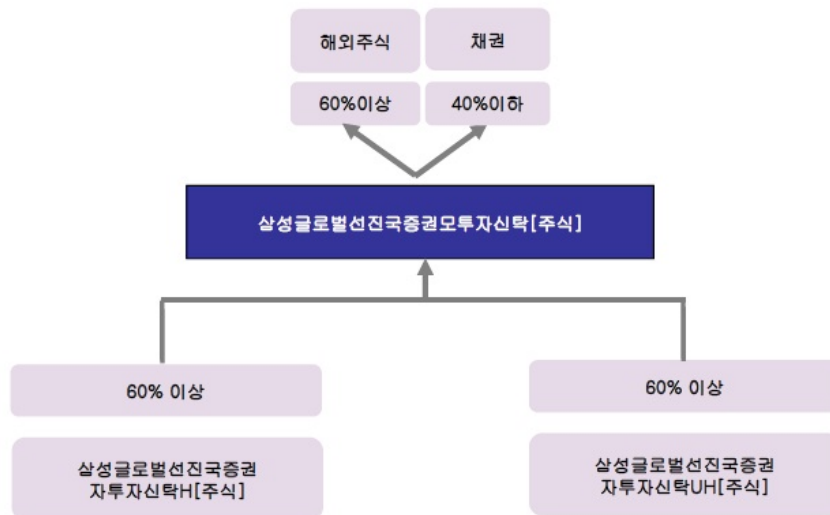 해외주식
채권
60%이상
40%이하
삼성글로벌선진국증권모투자신탁[주식]
60% 이상
60% 이상
삼성글로벌선진국증권
자투자신탁H[주식]
삼성글로벌선진국증권
자투자신탁UH[주식]